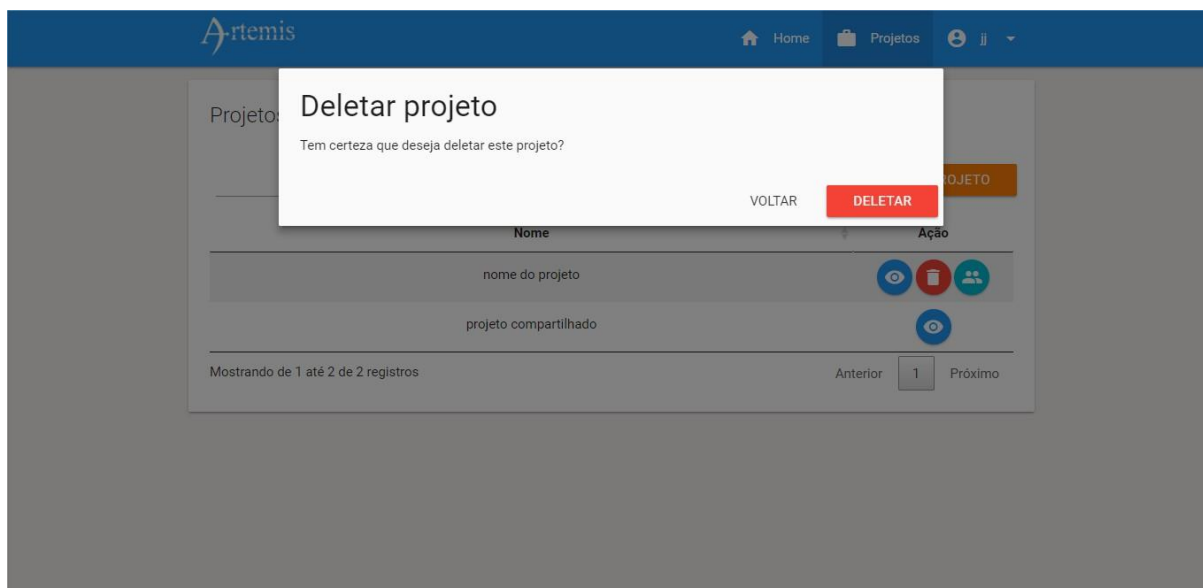 Artemis
Home Projetos jj
Projetos
Deletar projeto
Tem certeza que deseja deletar este projeto?
VOLTAR DELETAR
Nome Ação
nome do projeto
projeto compartilhado
Mostrando de 1 até 2 de 2 registros
Anterior 1 Próximo